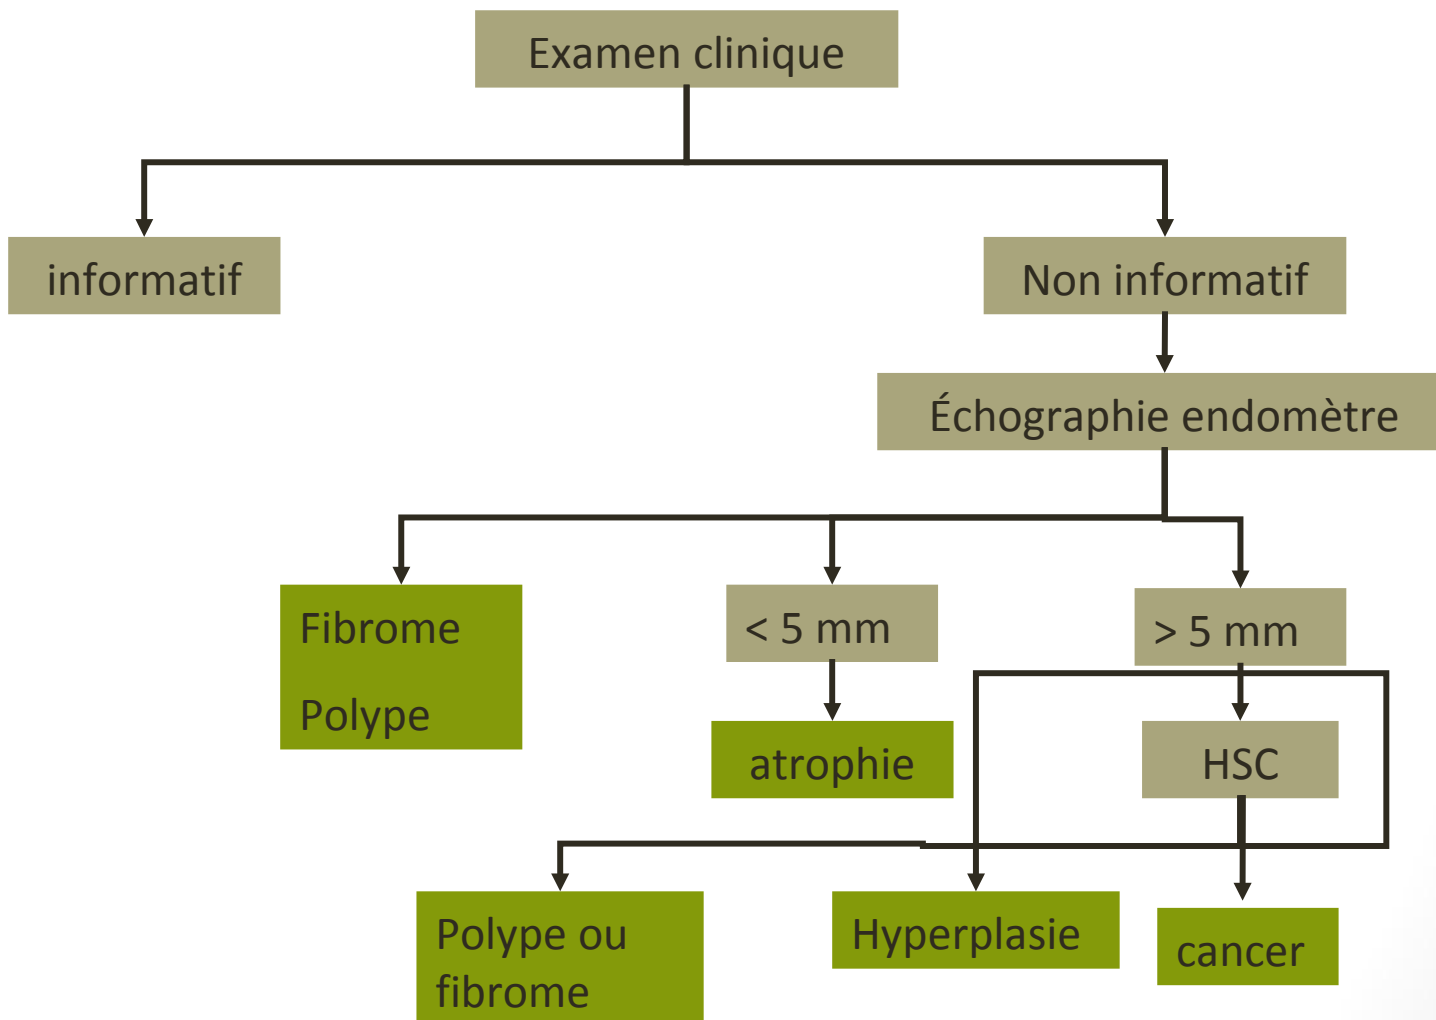 Examen clinique
informatif
Non informatif
Échographie endomètre
Fibrome
Polype
< 5 mm
> 5 mm
atrophie
HSC
Polype ou
fibrome
Hyperplasie
cancer